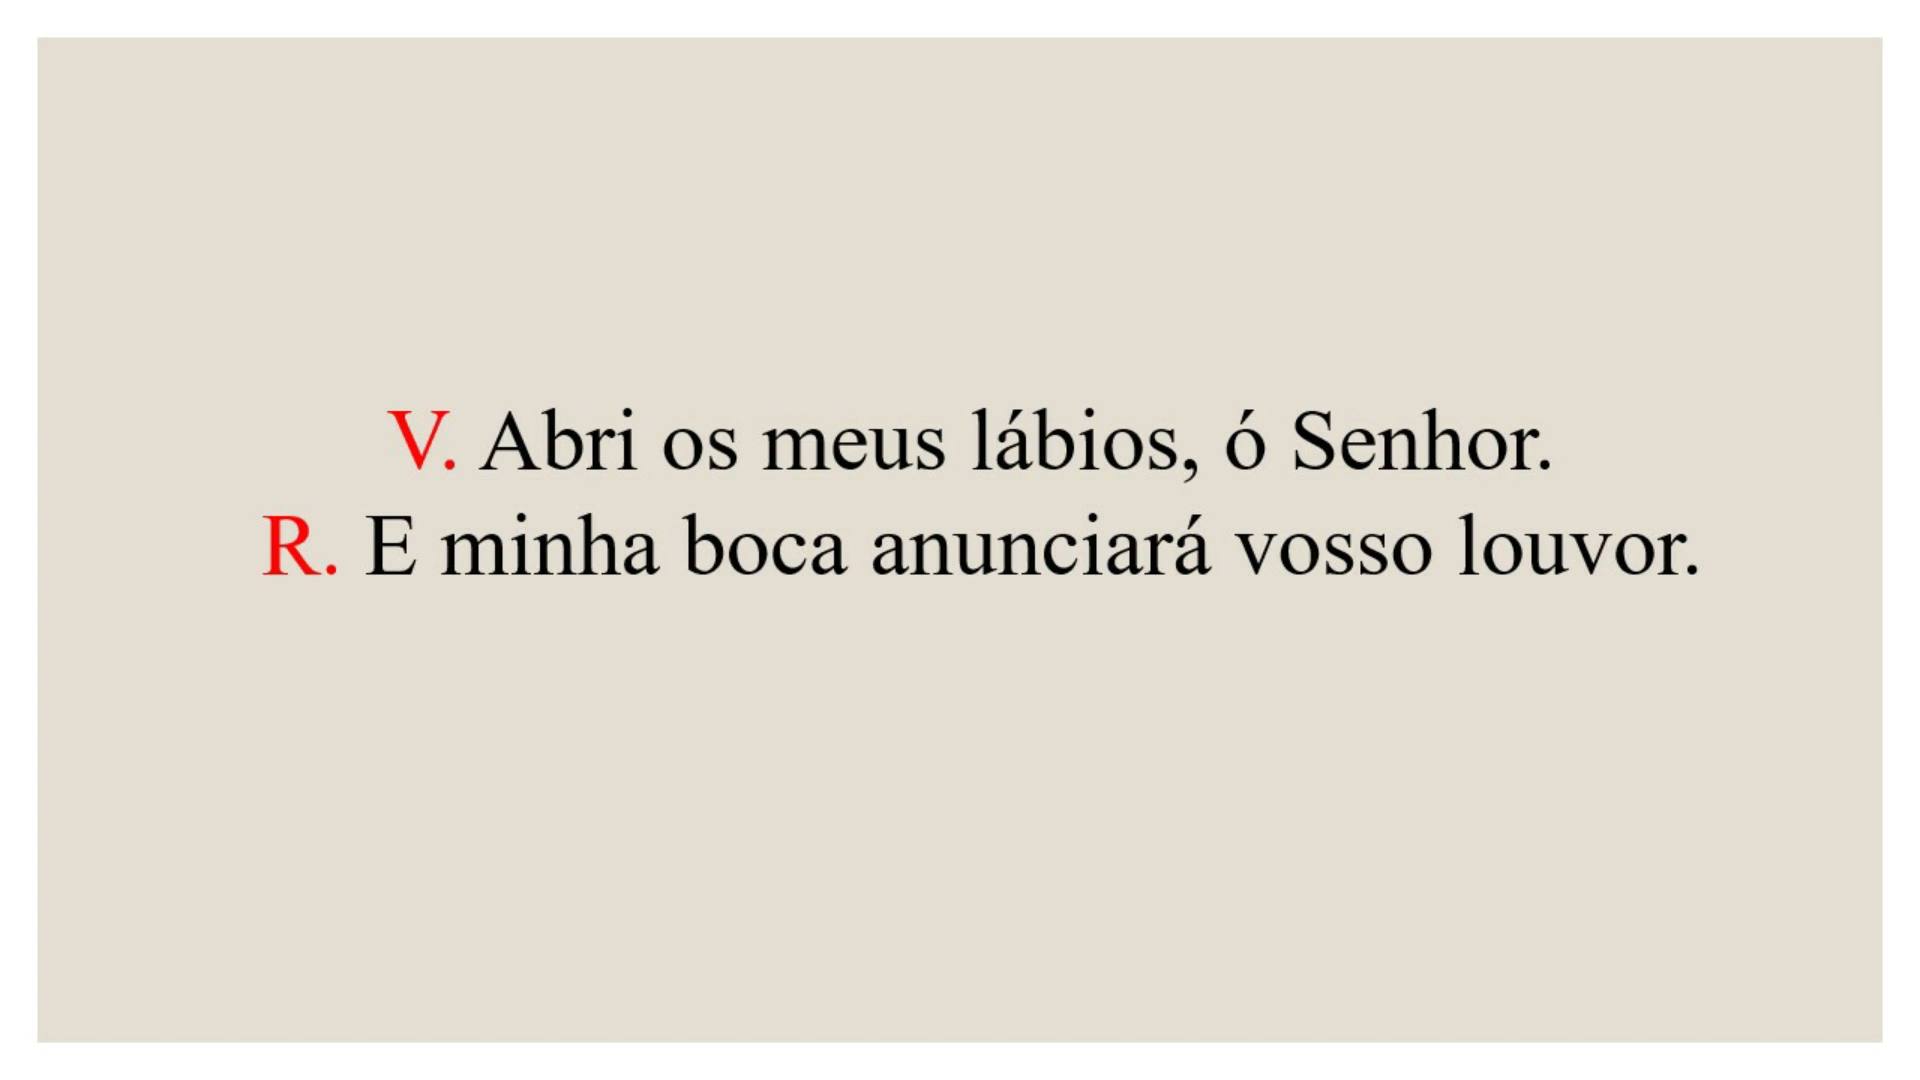 V. Abri os meus lábios, ó Senhor.
R. E minha boca anunciará vosso louvor.